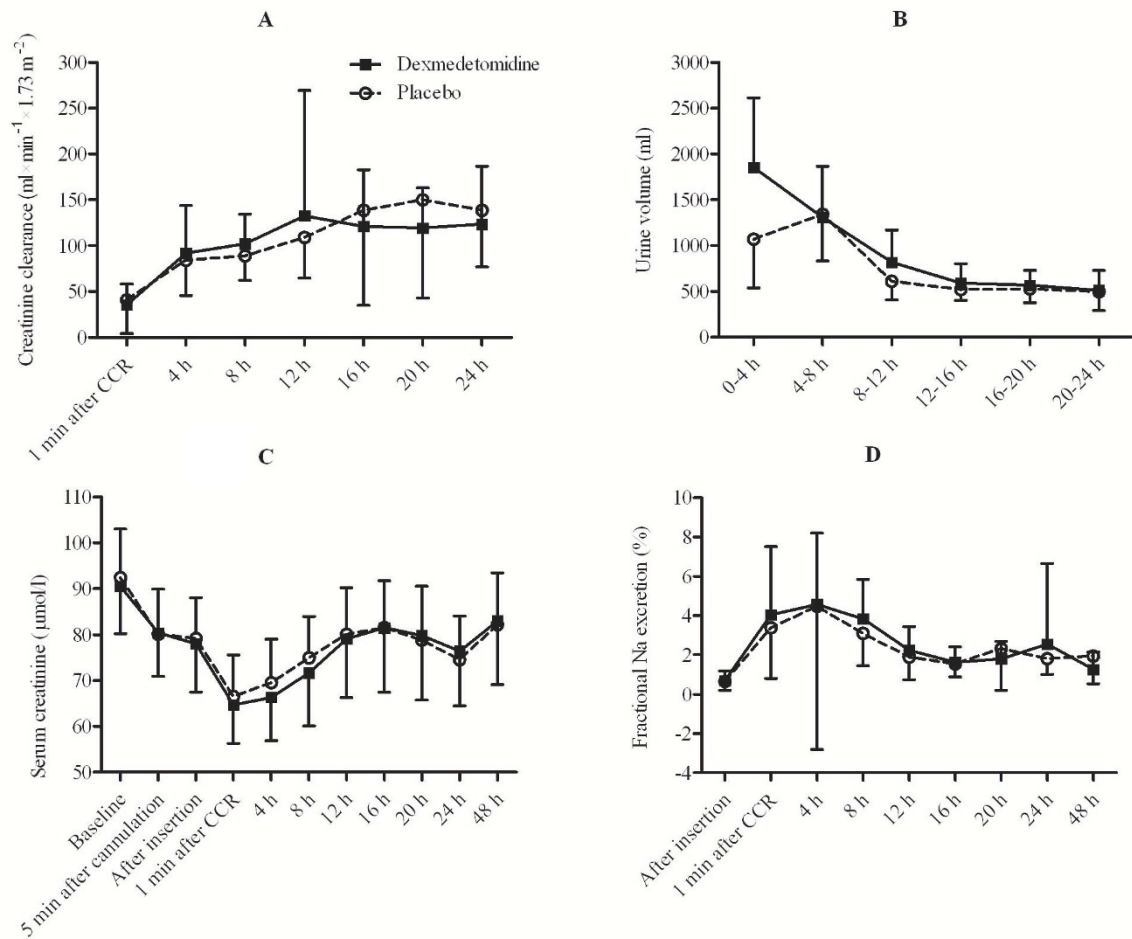 A
Creatinine clearance (ml×min⁻¹ × 1.73 m⁻²)
300
250
200
150
100
50
0
Dexmedetomidine
Placebo
1 min after CCR
4 h
8 h
12 h
16 h
20 h
24 h
B
Urine volume (ml)
3000
2500
2000
1500
1000
500
0
0-4 h
4-8 h
8-12 h
12-16 h
16-20 h
20-24 h
C
Serum creatinine (µmol/l)
110
100
90
80
70
60
50
Baseline
5 min after cannulation
After insertion
1 min after CCR
4 h
8 h
12 h
16 h
20 h
24 h
48 h
D
Fractional Na excretion (%)
10
8
6
4
2
0
-2
-4
After insertion
1 min after CCR
4 h
8 h
12 h
16 h
20 h
24 h
48 h